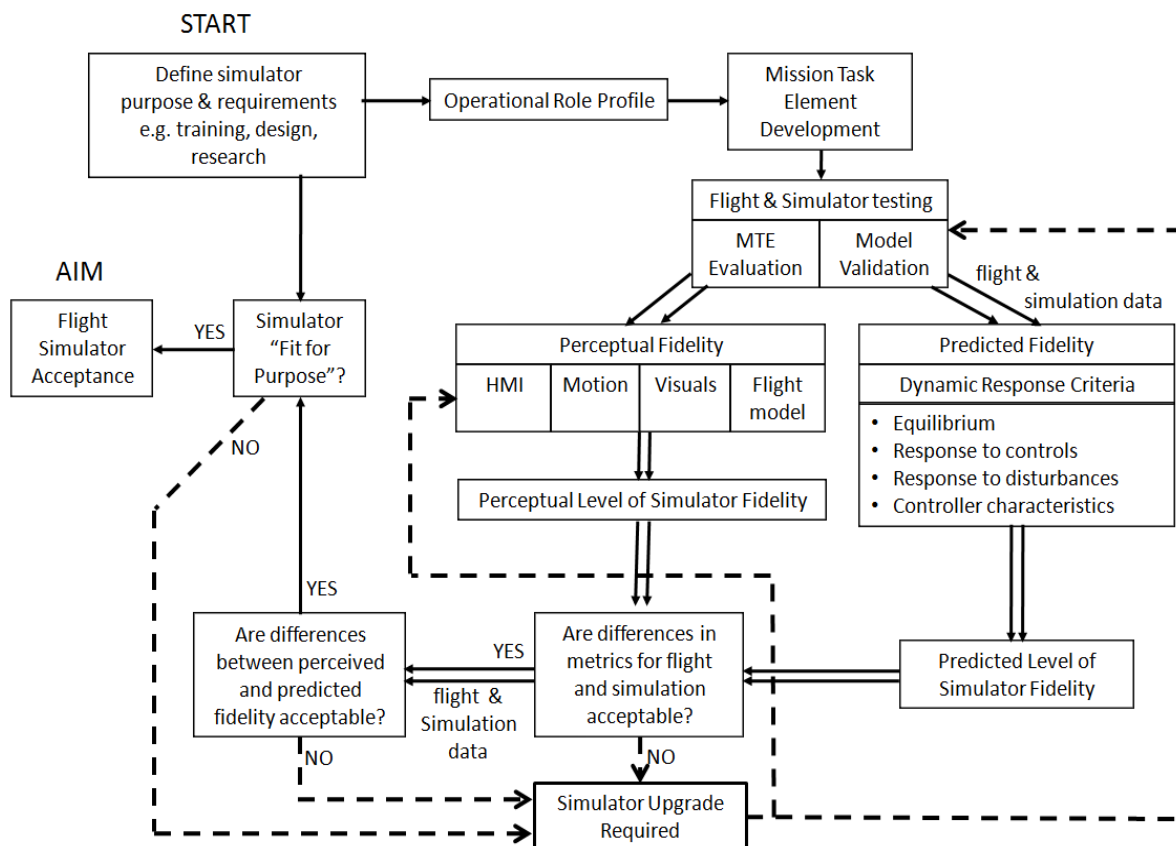 START
Define simulator
purpose & requirements
e.g. training, design,
research
Operational Role Profile
Mission Task
Element
Development
Flight & Simulator testing
MTE
Evaluation
Model
Validation
flight &
simulation data
AIM
Flight
Simulator
Acceptance
YES
Simulator
“Fit for
Purpose”?
NO
Perceptual Fidelity
HMI
Motion
Visuals
Flight
model
Predicted Fidelity
Dynamic Response Criteria
• Equilibrium
• Response to controls
• Response to disturbances
• Controller characteristics
Perceptual Level of Simulator Fidelity
YES
Are differences
between perceived
and predicted
fidelity acceptable?
YES
flight &
Simulation
data
Are differences in
metrics for flight
and simulation
acceptable?
Predicted Level of
Simulator Fidelity
NO
NO
Simulator Upgrade
Required